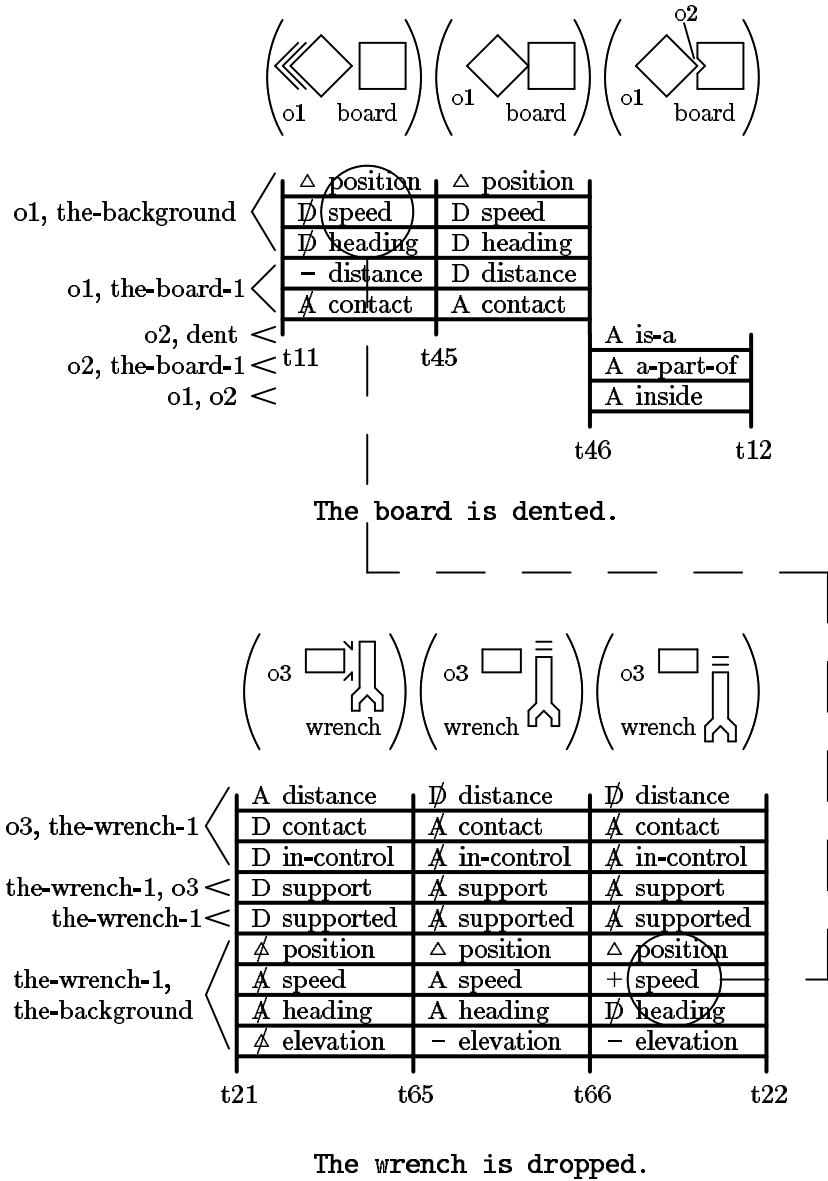 o2
o1 board o1 board o1 board
△ position △ position
o1, the-background D̸ speed D speed
D̸ heading D heading
o1, the-board-1 − distance D distance
A̸ contact A contact
o2, dent A is-a
o2, the-board-1 t11 t45 A a-part-of
o1, o2 A inside
t46 t12
The board is dented.
o3 o3 o3
wrench wrench wrench
A distance D̸ distance D̸ distance
o3, the-wrench-1 D contact A̸ contact A̸ contact
D in-control A̸ in-control A̸ in-control
the-wrench-1, o3 D support A̸ support A̸ support
the-wrench-1 D supported A̸ supported A̸ supported
△̸ position △ position △ position
the-wrench-1, A̸ speed A speed + speed
the-background A̸ heading A heading D̸ heading
△̸ elevation − elevation − elevation
t21 t65 t66 t22
The wrench is dropped.